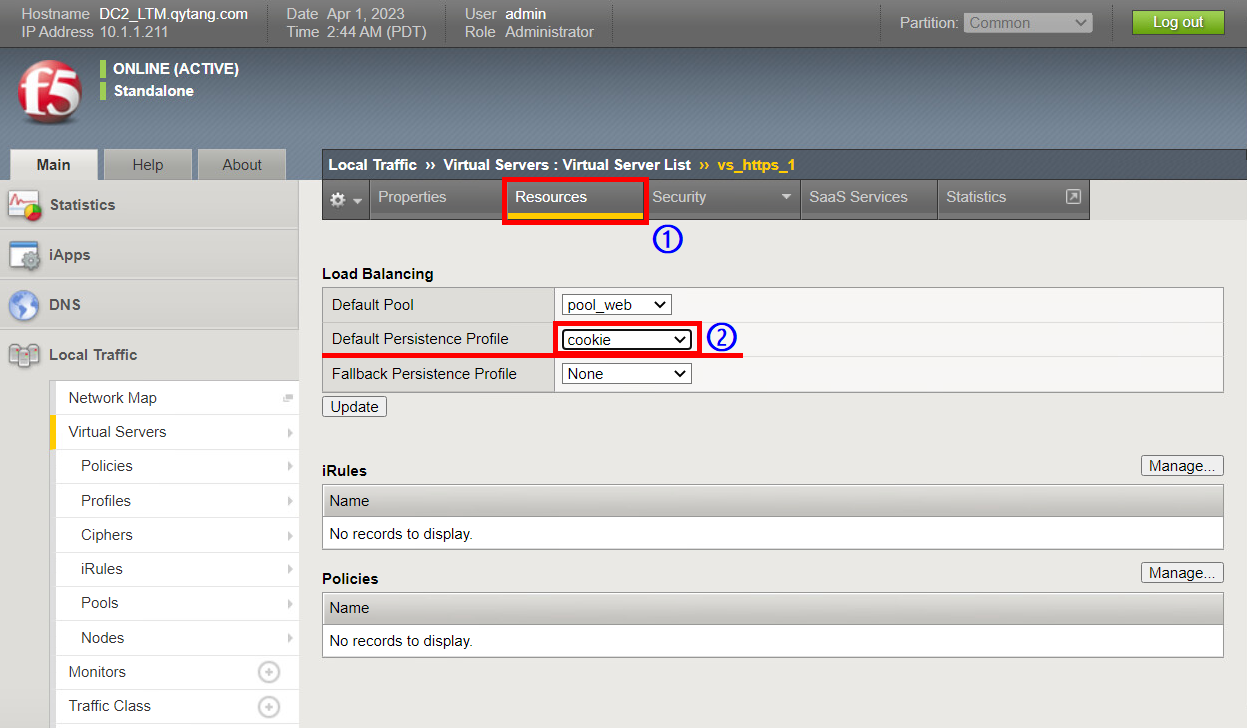 Hostname DC2_LTM.qytang.com Date Apr 1, 2023 User admin
IP Address 10.1.1.211 Time 2:44 AM (PDT) Role Administrator
Partition: Common Log out
f5
ONLINE (ACTIVE)
Standalone
Main Help About
Local Traffic ›› Virtual Servers : Virtual Server List ›› vs_https_1
Properties Resources Security SaaS Services Statistics
①
Statistics
iApps
DNS
Local Traffic
Network Map
Virtual Servers
Policies
Profiles
Ciphers
iRules
Pools
Nodes
Monitors
Traffic Class
Load Balancing
Default Pool pool_web
Default Persistence Profile cookie ②
Fallback Persistence Profile None
Update
iRules Manage...
Name
No records to display.
Policies Manage...
Name
No records to display.